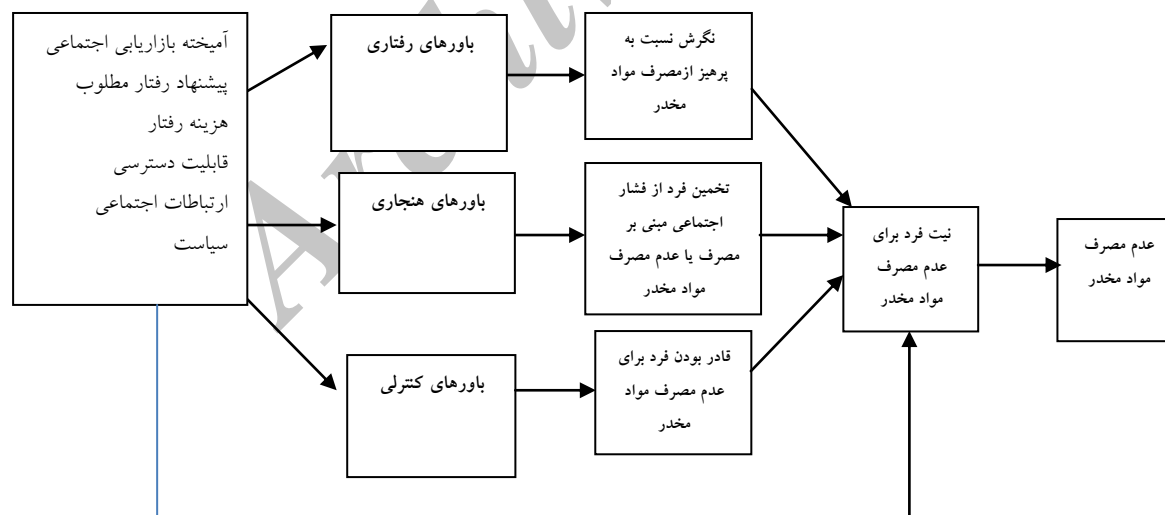 آمیخته بازاریابی اجتماعی
پیشنهاد رفتار مطلوب
هزینه رفتار
قابلیت دسترسی
ارتباطات اجتماعی
سیاست
باورهای رفتاری
باورهای هنجاری
باورهای کنترلی
نگرش نسبت به
پرهیز ازمصرف مواد
مخدر
تخمین فرد از فشار
اجتماعی مبنی بر
مصرف یا عدم مصرف
مواد مخدر
قادر بودن فرد برای
عدم مصرف مواد
مخدر
نیت فرد برای
عدم مصرف
مواد مخدر
عدم مصرف
مواد مخدر